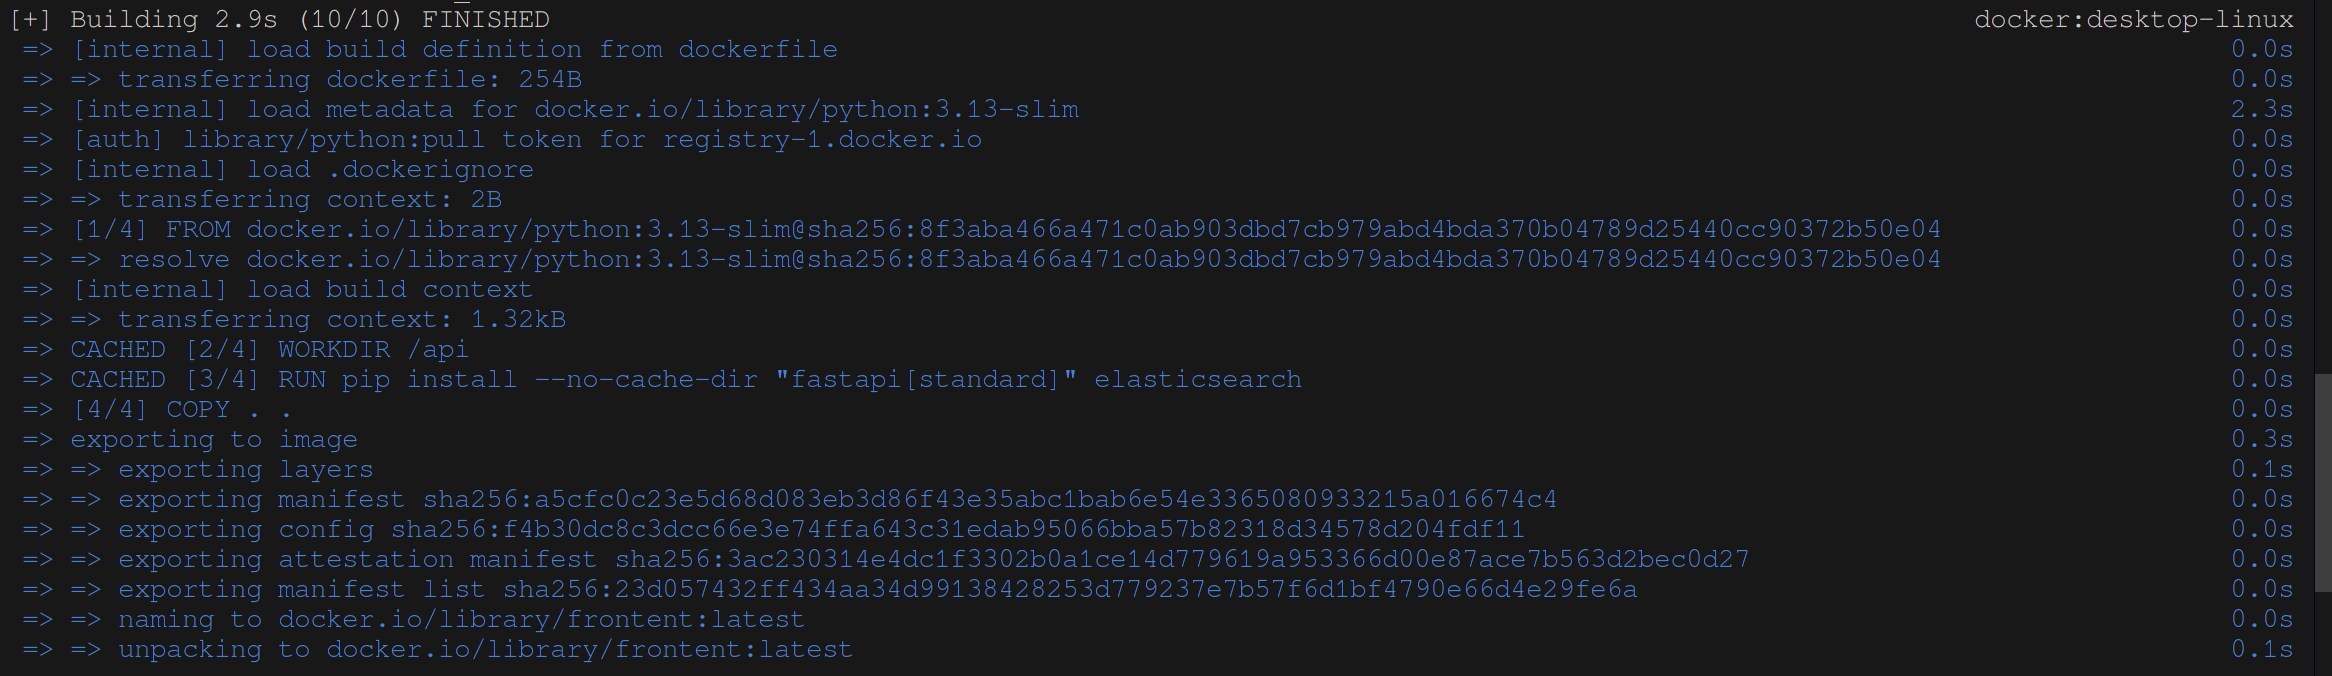 [+] Building 2.9s (10/10) FINISHED docker:desktop-linux
=> [internal] load build definition from dockerfile 0.0s
=> => transferring dockerfile: 254B 0.0s
=> [internal] load metadata for docker.io/library/python:3.13-slim 2.3s
=> [auth] library/python:pull token for registry-1.docker.io 0.0s
=> [internal] load .dockerignore 0.0s
=> => transferring context: 2B 0.0s
=> [1/4] FROM docker.io/library/python:3.13-slim@sha256:8f3aba466a471c0ab903dbd7cb979abd4bda370b04789d25440cc90372b50e04 0.0s
=> => resolve docker.io/library/python:3.13-slim@sha256:8f3aba466a471c0ab903dbd7cb979abd4bda370b04789d25440cc90372b50e04 0.0s
=> [internal] load build context 0.0s
=> => transferring context: 1.32kB 0.0s
=> CACHED [2/4] WORKDIR /api 0.0s
=> CACHED [3/4] RUN pip install --no-cache-dir "fastapi[standard]" elasticsearch 0.0s
=> [4/4] COPY . . 0.0s
=> exporting to image 0.3s
=> => exporting layers 0.1s
=> => exporting manifest sha256:a5cfc0c23e5d68d083eb3d86f43e35abc1bab6e54e3365080933215a016674c4 0.0s
=> => exporting config sha256:f4b30dc8c3dcc66e3e74ffa643c31edab95066bba57b82318d34578d204fdf11 0.0s
=> => exporting attestation manifest sha256:3ac230314e4dc1f3302b0a1ce14d779619a953366d00e87ace7b563d2bec0d27 0.0s
=> => exporting manifest list sha256:23d057432ff434aa34d99138428253d779237e7b57f6d1bf4790e66d4e29fe6a 0.0s
=> => naming to docker.io/library/frontent:latest 0.0s
=> => unpacking to docker.io/library/frontent:latest 0.1s